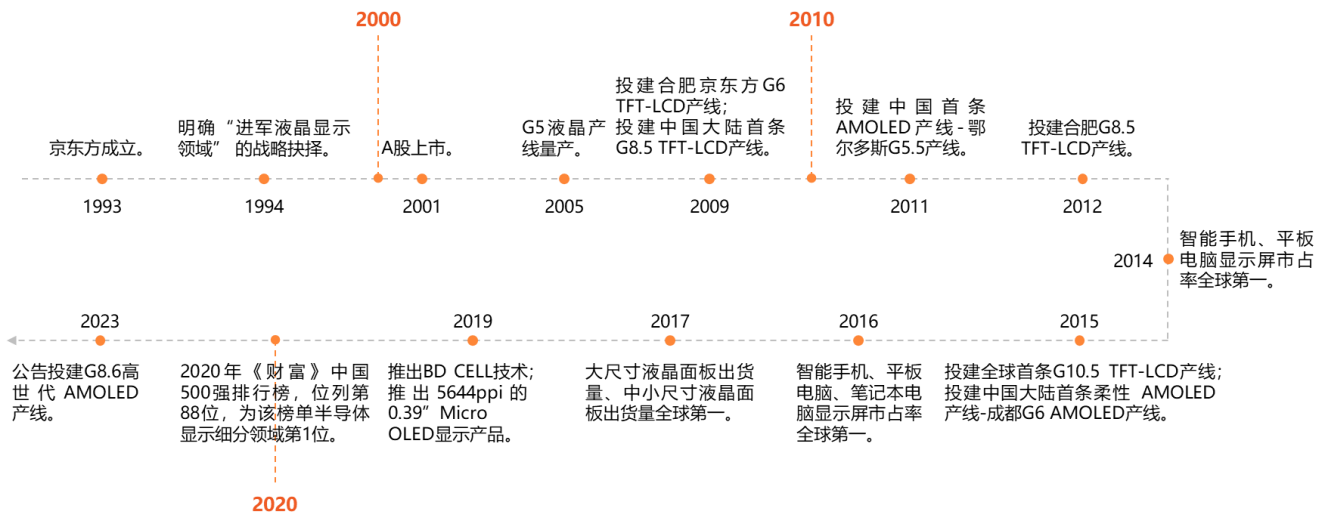 2000
2010
京东方成立。
明确“进军液晶显示
领域” 的战略抉择。
A股上市。
G5液晶产
线量产。
投建合肥京东方G6
TFT-LCD产线；
投建中国大陆首条
G8.5 TFT-LCD产线。
投建中国首条
AMOLED产线-鄂
尔多斯G5.5产线。
投建合肥G8.5
TFT-LCD产线。
1993
1994
2001
2005
2009
2011
2012
2014
智能手机、平板
电脑显示屏市占
率全球第一。
2023
2019
2017
2016
2015
公告投建G8.6高
世代AMOLED
产线。
2020年《财富》中国
500强排行榜，位列第
88位，为该榜单半导体
显示细分领域第1位。
推出BD CELL技术；
推出5644ppi的
0.39”Micro
OLED显示产品。
大尺寸液晶面板出货
量、中小尺寸液晶面
板出货量全球第一。
智能手机、平板
电脑、笔记本电
脑显示屏市占率
全球第一。
投建全球首条G10.5 TFT-LCD产线；
投建中国大陆首条柔性 AMOLED
产线-成都G6 AMOLED产线。
2020